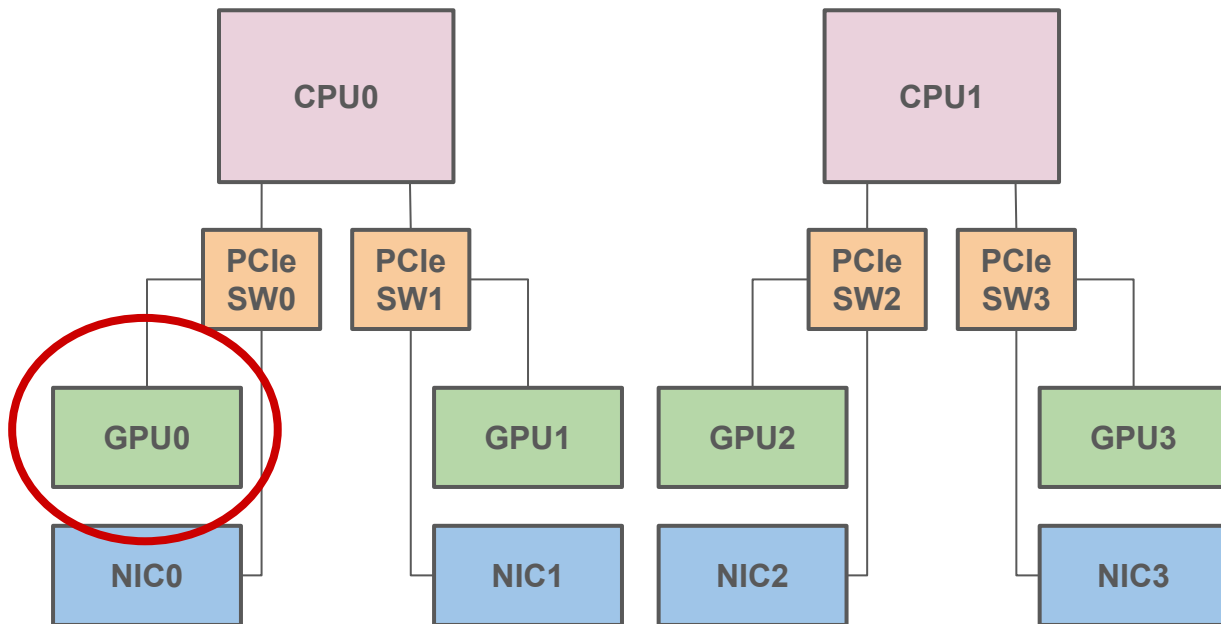 CPU0
CPU1
PCIe
SW0
PCIe
SW1
PCIe
SW2
PCIe
SW3
GPU0
GPU1
GPU2
GPU3
NIC0
NIC1
NIC2
NIC3